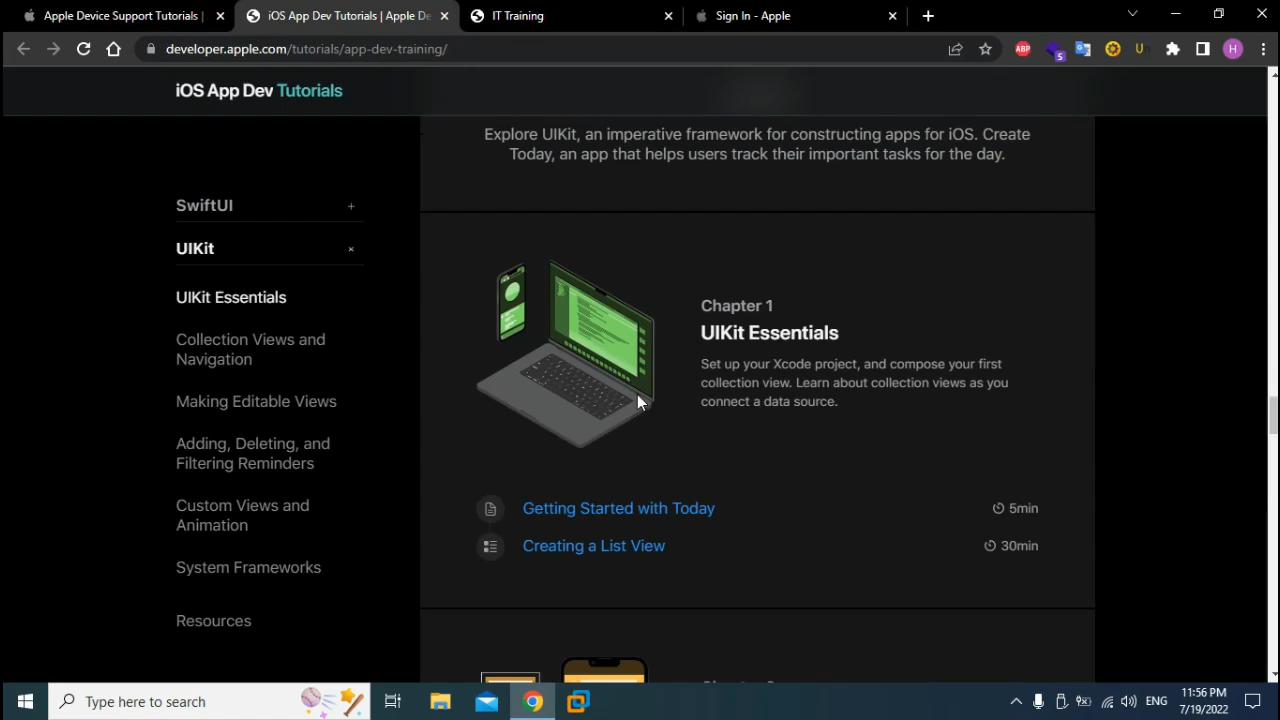 Apple Device Support Tutorials |
iOS App Dev Tutorials | Apple De
IT Training
Sign In - Apple
developer.apple.com/tutorials/app-dev-training/
ABP
5
U
H
iOS App Dev Tutorials
Explore UIKit, an imperative framework for constructing apps for iOS. Create
Today, an app that helps users track their important tasks for the day.
SwiftUI
UIKit
UIKit Essentials
Collection Views and
Navigation
Making Editable Views
Adding, Deleting, and
Filtering Reminders
Custom Views and
Animation
System Frameworks
Resources
Chapter 1
UIKit Essentials
Set up your Xcode project, and compose your first
collection view. Learn about collection views as you
connect a data source.
Getting Started with Today 5min
Creating a List View 30min
Type here to search
ENG
11:56 PM
7/19/2022